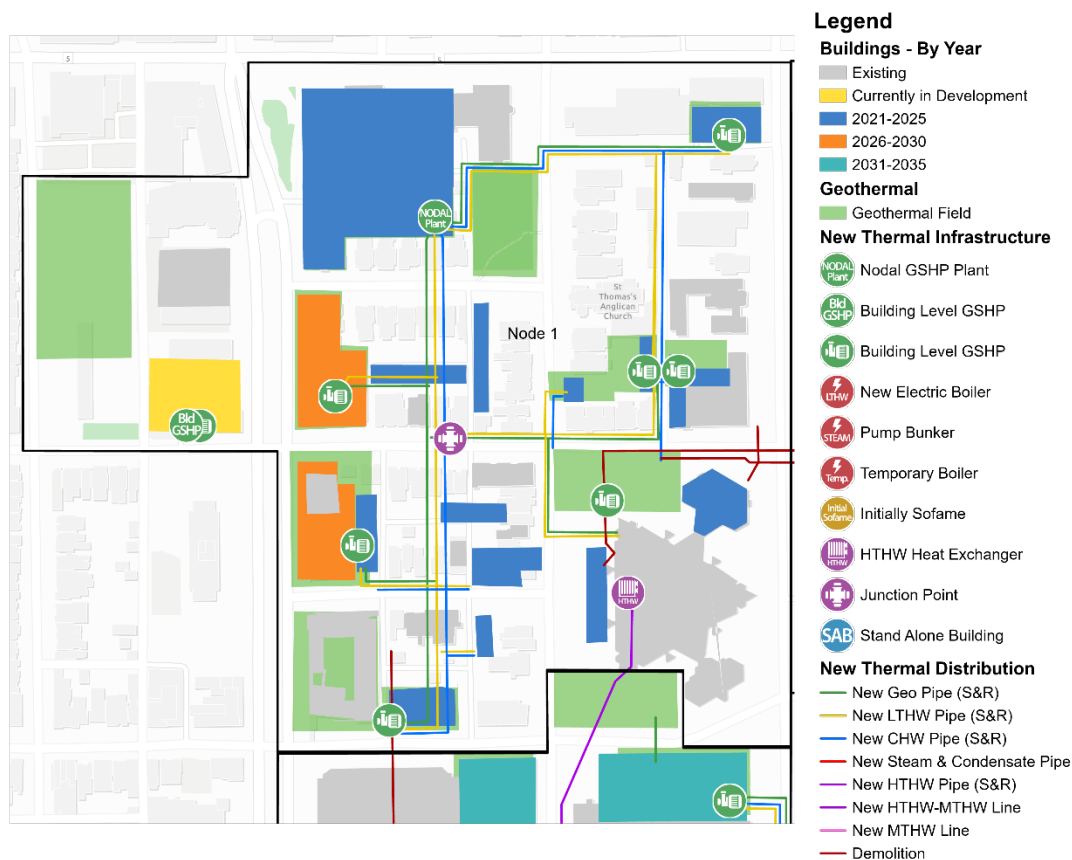 Legend
Buildings - By Year
Existing
Currently in Development
2021-2025
2026-2030
2031-2035
Geothermal
Geothermal Field
New Thermal Infrastructure
NODAL
Plant
Nodal GSHP Plant
Bld
GSHP
Building Level GSHP
Building Level GSHP
LTHW
New Electric Boiler
STEAM
Pump Bunker
Temp.
Temporary Boiler
Initial
Sofame
Initially Sofame
HTHW
HTHW Heat Exchanger
Junction Point
SAB
Stand Alone Building
New Thermal Distribution
New Geo Pipe (S&R)
New LTHW Pipe (S&R)
New CHW Pipe (S&R)
New Steam & Condensate Pipe
New HTHW Pipe (S&R)
New HTHW-MTHW Line
New MTHW Line
Demolition
5
5
NODAL
Plant
St
Thomas's
Anglican
Church
Node 1
Bld
GSHP
HTHW